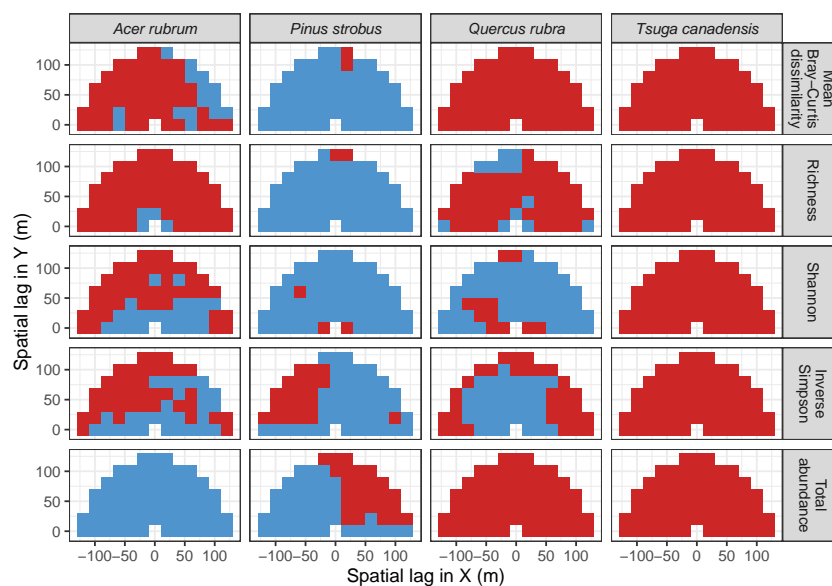 Acer rubrum Pinus strobus Quercus rubra Tsuga canadensis
100
50
0
Mean
Bray−Curtis
dissimilarity
100
50
0
Richness
100
50
0
Shannon
100
50
0
Inverse
Simpson
100
50
0
Total
abundance
−100−50 0 50 100 −100−50 0 50 100 −100−50 0 50 100 −100−50 0 50 100
Spatial lag in X (m)
Spatial lag in Y (m)